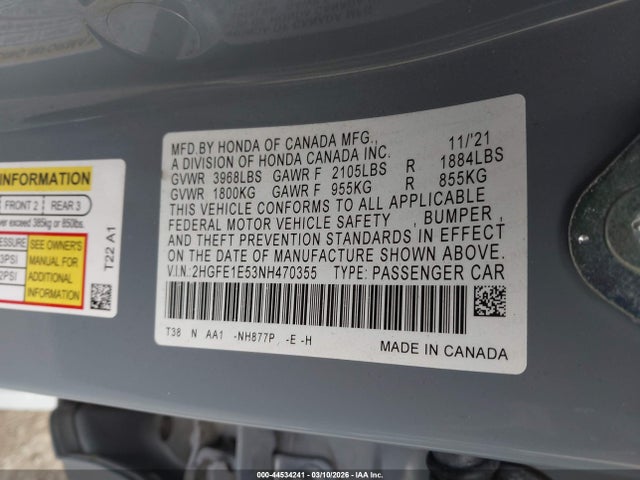 MFD.BY HONDA OF CANADA MFG., 11/'21
A DIVISION OF HONDA CANADA INC.
GVWR 3968LBS GAWR F 2105LBS R 1884LBS
GVWR 1800KG GAWR F 955KG R 855KG
THIS VEHICLE CONFORMS TO ALL APPLICABLE
FEDERAL MOTOR VEHICLE SAFETY , BUMPER,
AND THEFT PREVENTION STANDARDS IN EFFECT
ON THE DATE OF MANUFACTURE SHOWN ABOVE.
V.I.N.:2HGFE1E53NH470355 TYPE: PASSENGER CAR
T38 N AA1 -NH877P, -E -H
MADE IN CANADA
INFORMATION
FRONT 2 REAR 3
exceed 385kg or 850lbs.
SEE OWNER'S
MANUAL FOR
ADDITIONAL
INFORMATION
T22 A1
000-44534241 - 03/10/2026 - IAA Inc.